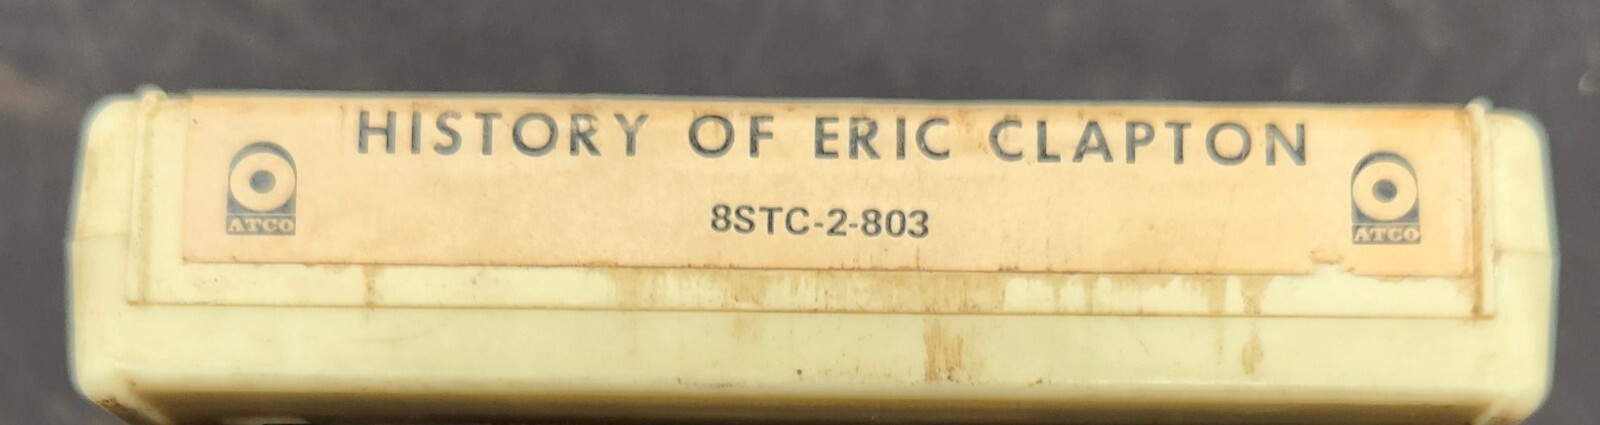 HISTORY OF ERIC CLAPTON
ATCO
8STC-2-803
ATCO